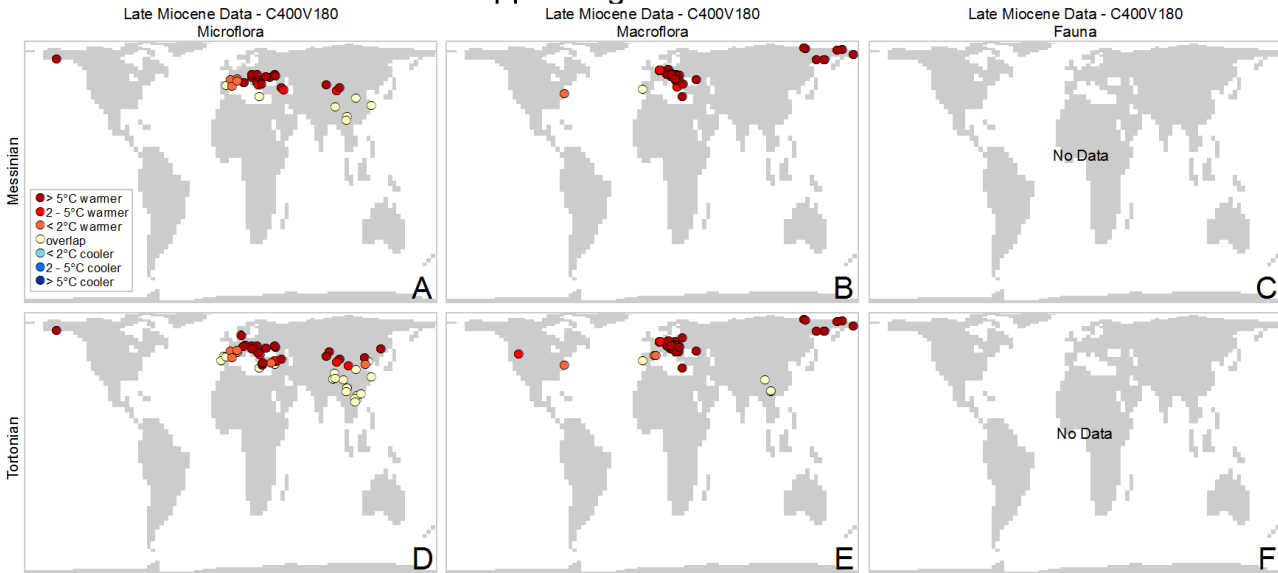 Late Miocene Data - C400V180
Microflora
Late Miocene Data - C400V180
Macroflora
Late Miocene Data - C400V180
Fauna
Messinian
> 5°C warmer
2 - 5°C warmer
< 2°C warmer
overlap
< 2°C cooler
2 - 5°C cooler
> 5°C cooler
A
B
No Data
C
Tortonian
D
E
No Data
F